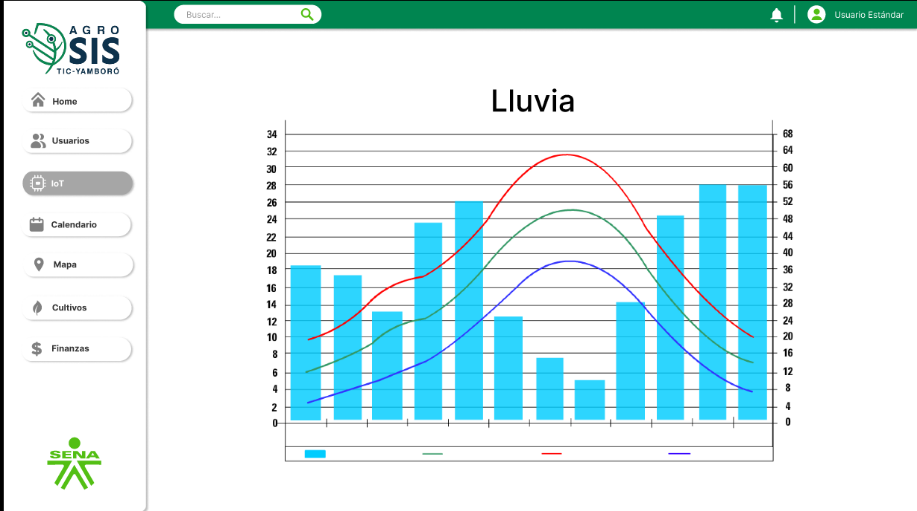 AGRO
SIS
TIC-YAMBORÓ
Home
Usuarios
IoT
Calendario
Mapa
Cultivos
Finanzas
SENA
Buscar...
Usuario Estándar
Lluvia
34
32
30
28
26
24
22
20
18
16
14
12
10
8
6
4
2
0
68
64
60
56
52
48
44
40
36
32
28
24
20
16
12
8
4
0